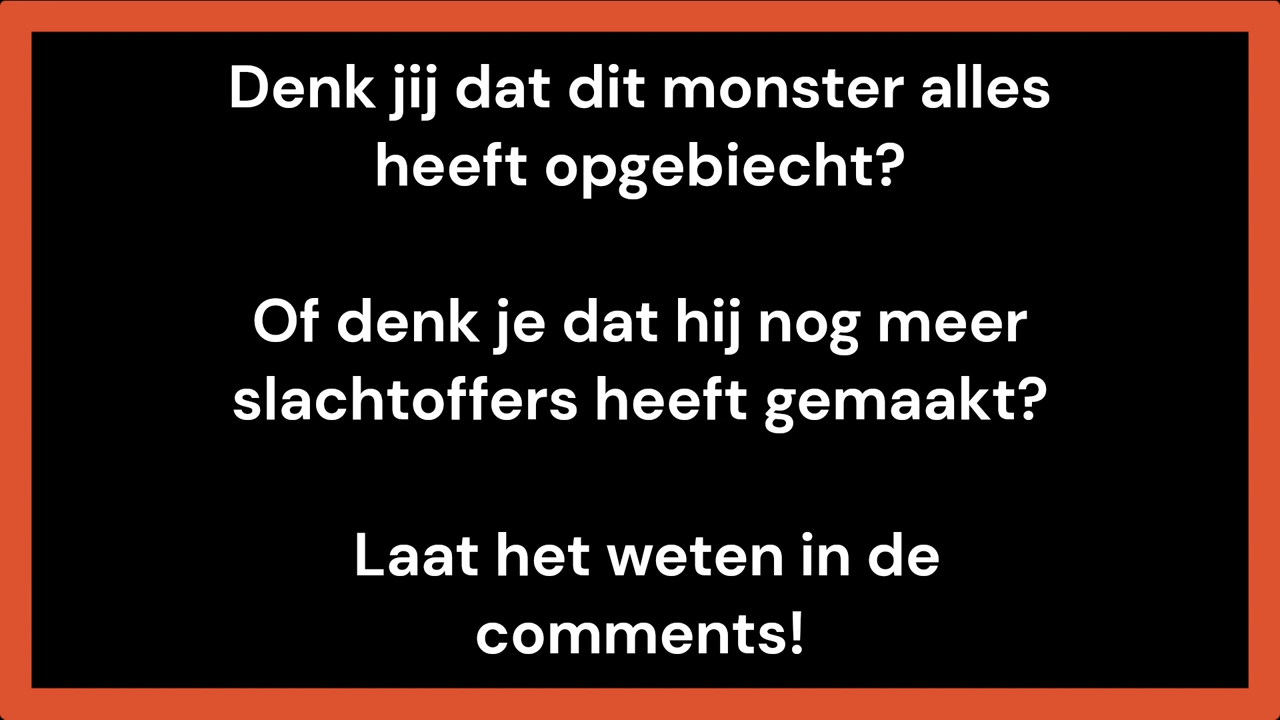 Denk jij dat dit monster alles
heeft opgebiecht?
Of denk je dat hij nog meer
slachtoffers heeft gemaakt?
Laat het weten in de
comments!